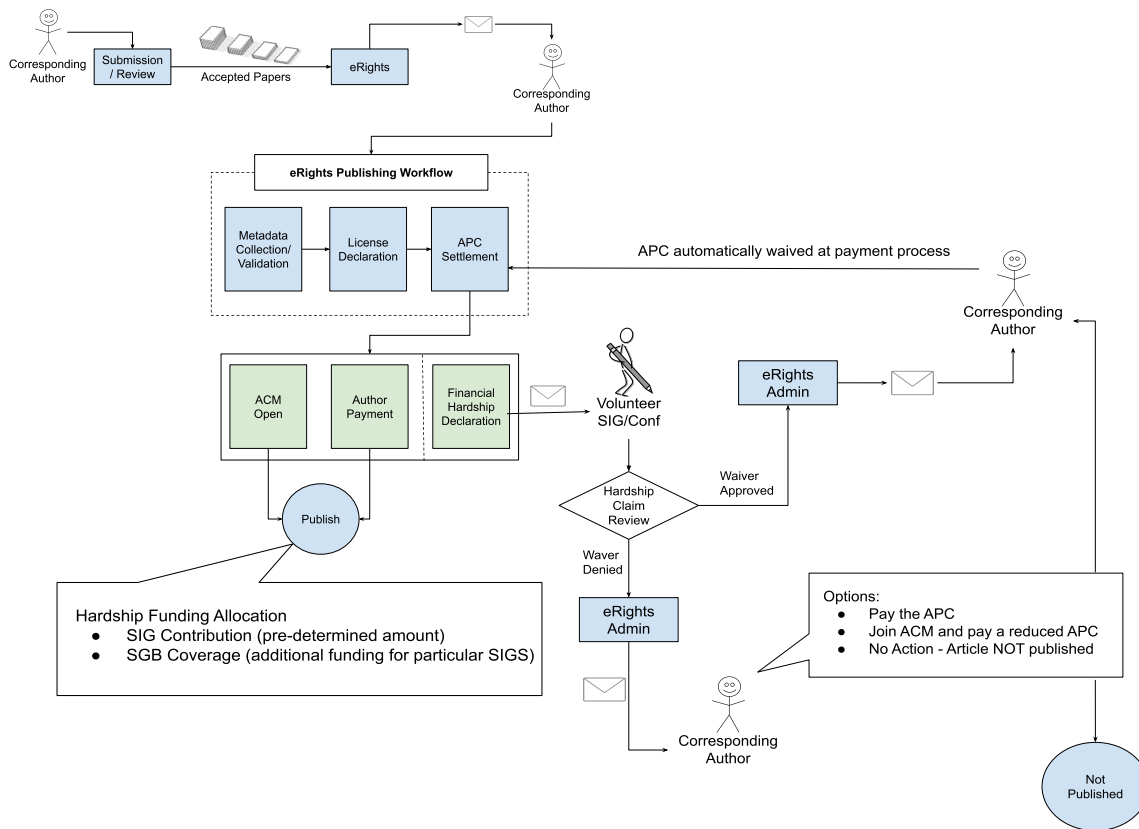 Corresponding
Author
Submission
/ Review
Accepted Papers
eRights
Corresponding
Author
eRights Publishing Workflow
Metadata
Collection/
Validation
License
Declaration
APC
Settlement
APC automatically waived at payment process
Corresponding
Author
ACM
Open
Author
Payment
Financial
Hardship
Declaration
Volunteer
SIG/Conf
eRights
Admin
Waiver
Approved
Hardship
Claim
Review
Publish
Waver
Denied
Hardship Funding Allocation
● SIG Contribution (pre-determined amount)
● SGB Coverage (additional funding for particular SIGS)
eRights
Admin
Options:
● Pay the APC
● Join ACM and pay a reduced APC
● No Action - Article NOT published
Corresponding
Author
Not
Published